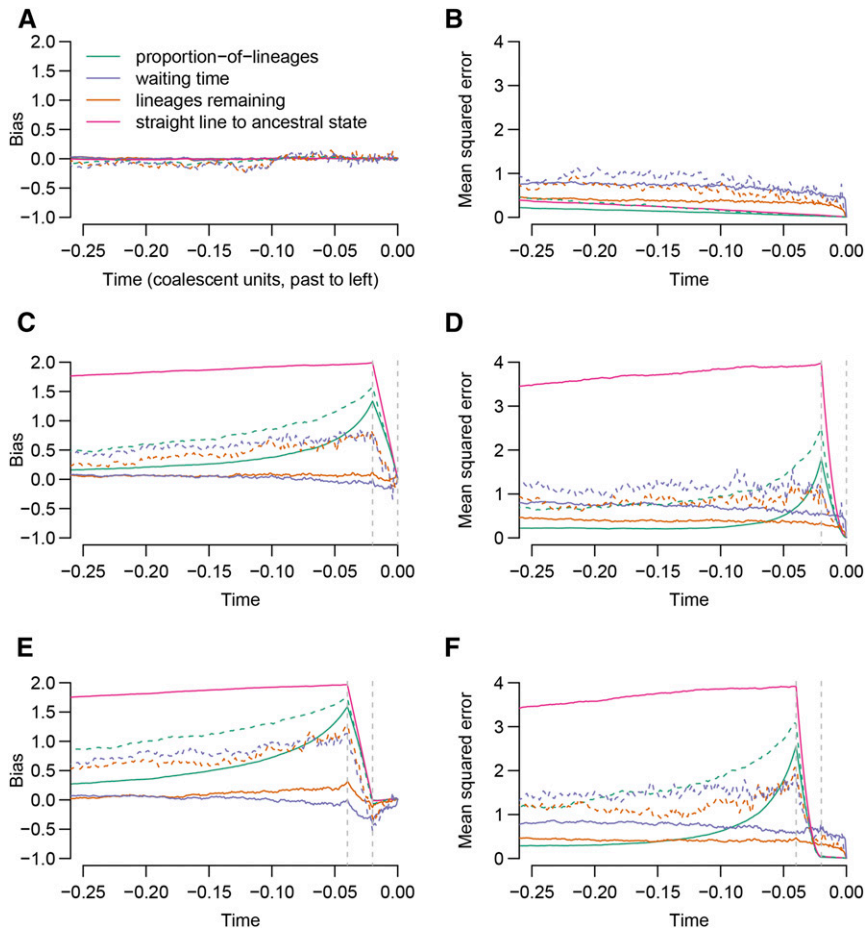 A
2.0
1.5
1.0
0.5
0.0
−0.5
−1.0
Bias
proportion−of−lineages
waiting time
lineages remaining
straight line to ancestral state
−0.25 −0.20 −0.15 −0.10 −0.05 0.00
Time (coalescent units, past to left)
B
4
3
2
1
0
Mean squared error
−0.25 −0.20 −0.15 −0.10 −0.05 0.00
Time
C
2.0
1.5
1.0
0.5
0.0
−0.5
−1.0
Bias
−0.25 −0.20 −0.15 −0.10 −0.05 0.00
Time
D
4
3
2
1
0
Mean squared error
−0.25 −0.20 −0.15 −0.10 −0.05 0.00
Time
E
2.0
1.5
1.0
0.5
0.0
−0.5
−1.0
Bias
−0.25 −0.20 −0.15 −0.10 −0.05 0.00
Time
F
4
3
2
1
0
Mean squared error
−0.25 −0.20 −0.15 −0.10 −0.05 0.00
Time